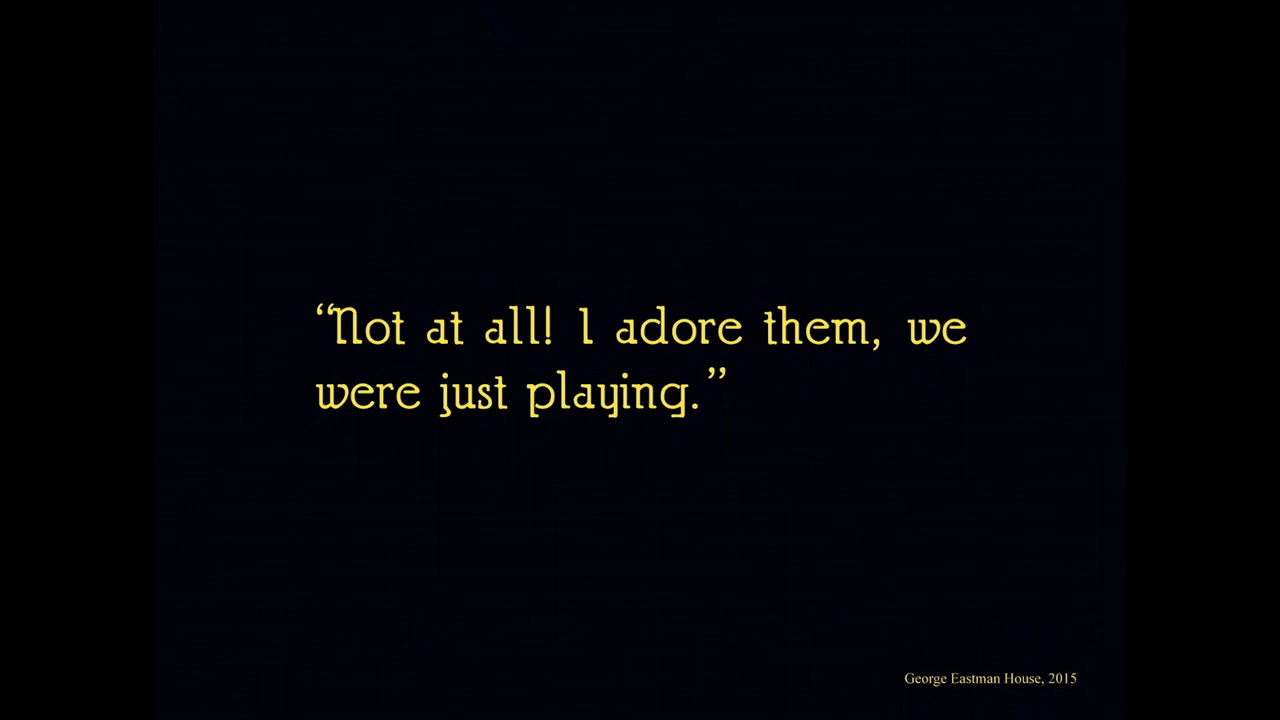 “Not at all! I adore them, we
were just playing.”
George Eastman House, 2015